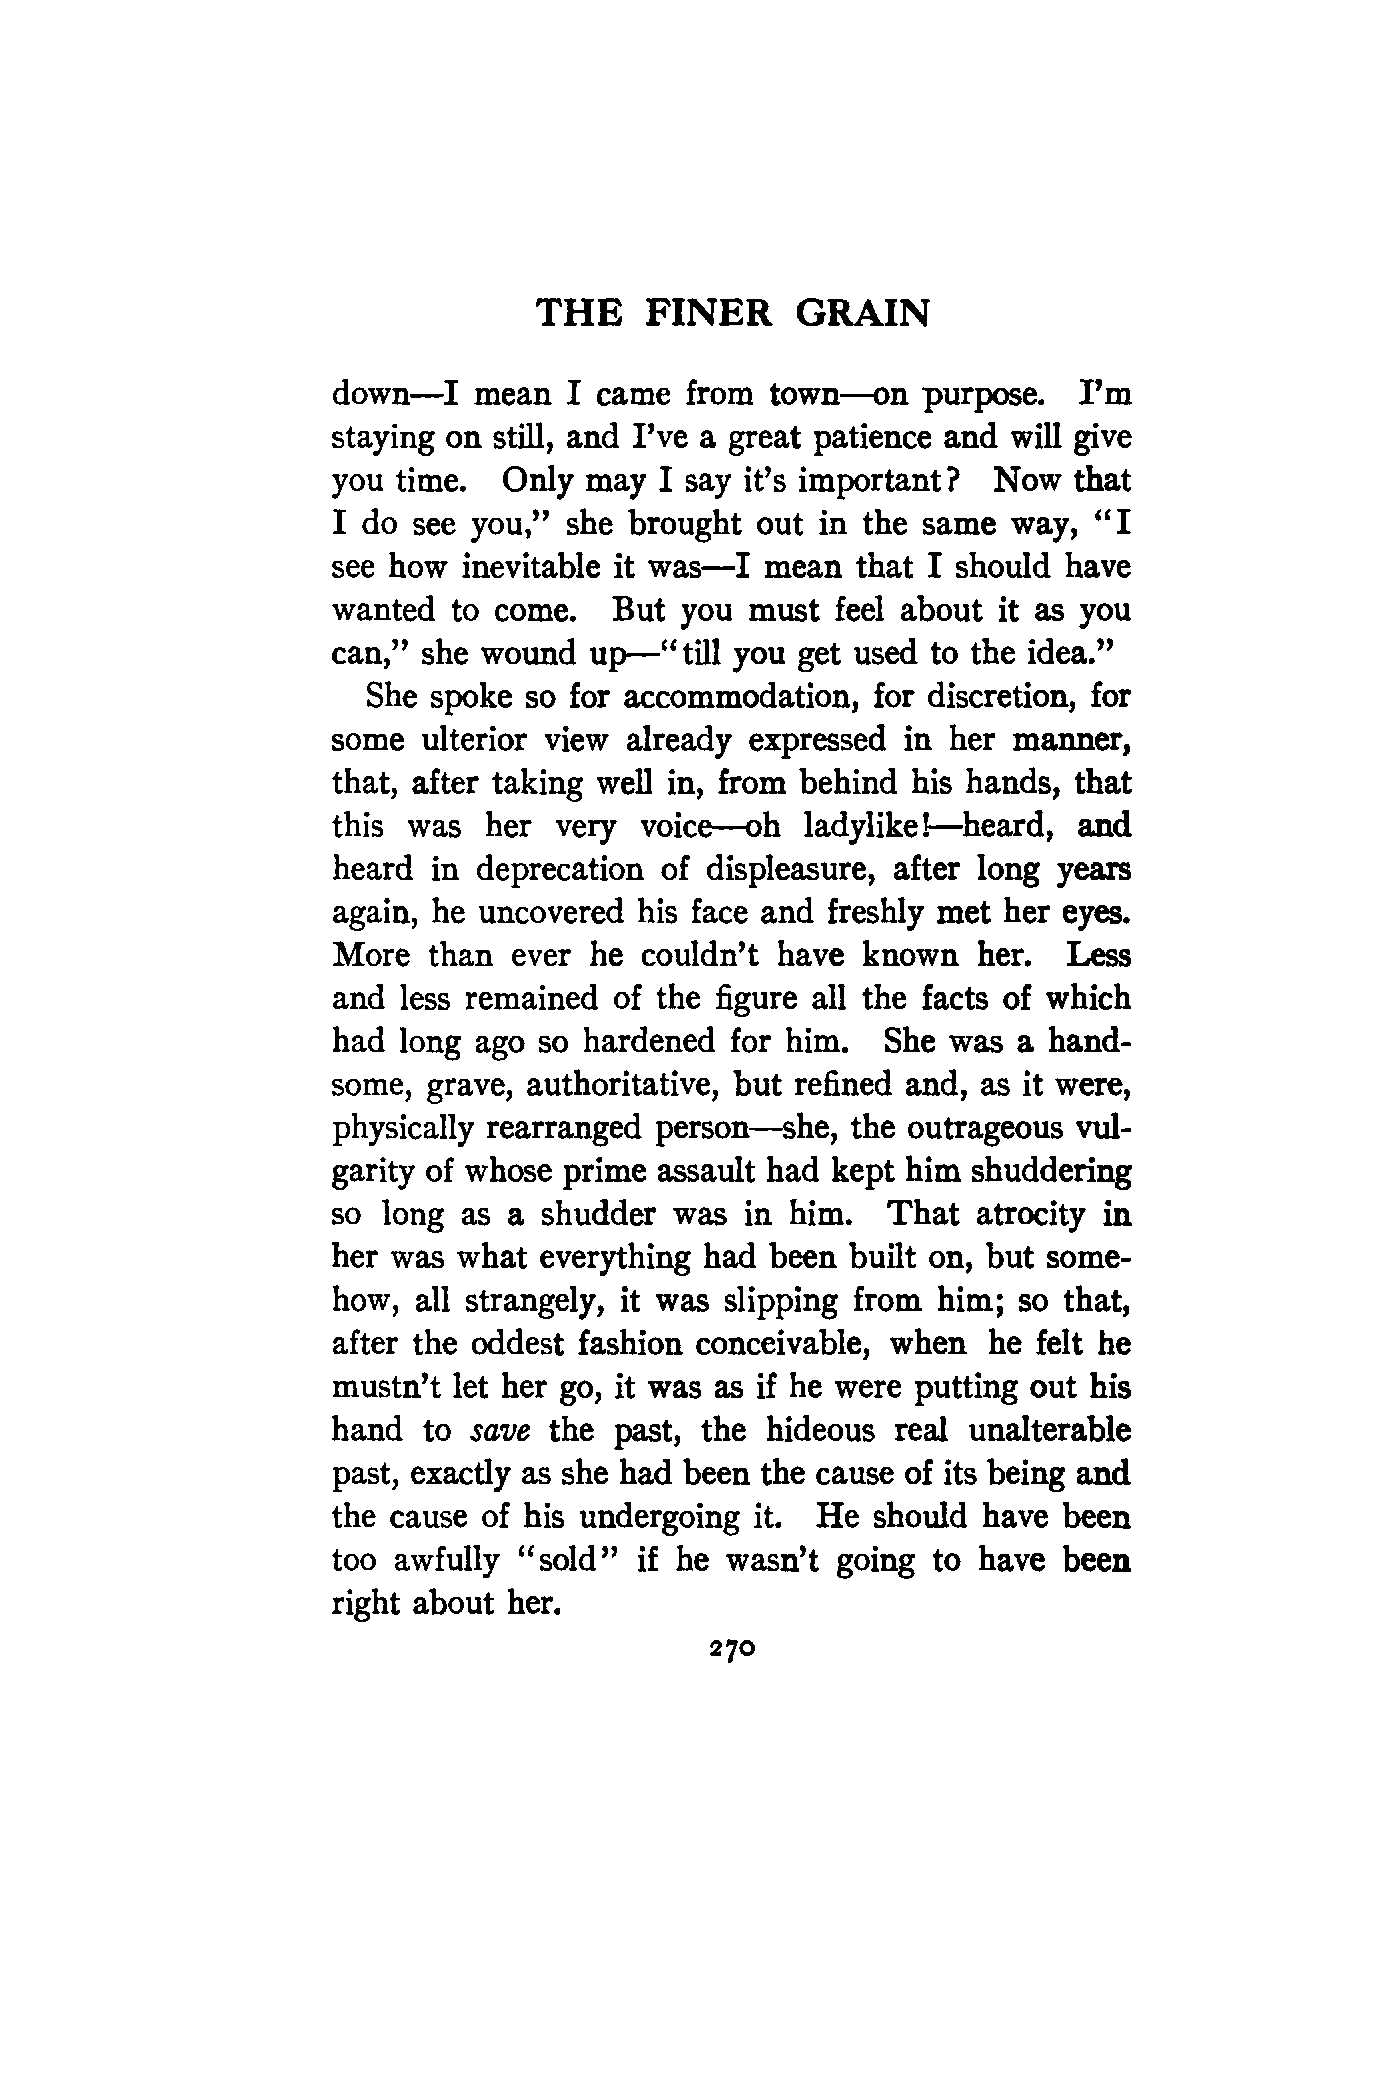 THE FINER GRAIN
down—I mean I came from town—on purpose. I'm
staying on still, and I've a great patience and will give
you time. Only may I say it's important? Now that
I do see you," she brought out in the same way, "I
see how inevitable it was—I mean that I should have
wanted to come. But you must feel about it as you
can," she wound up—"till you get used to the idea."
She spoke so for accommodation, for discretion, for
some ulterior view already expressed in her manner,
that, after taking well in, from behind his hands, that
this was her very voice—oh ladylike!—heard, and
heard in deprecation of displeasure, after long years
again, he uncovered his face and freshly met her eyes.
More than ever he couldn't have known her. Less
and less remained of the figure all the facts of which
had long ago so hardened for him. She was a hand-
some, grave, authoritative, but refined and, as it were,
physically rearranged person—she, the outrageous vul-
garity of whose prime assault had kept him shuddering
so long as a shudder was in him. That atrocity in
her was what everything had been built on, but some-
how, all strangely, it was slipping from him; so that,
after the oddest fashion conceivable, when he felt he
mustn't let her go, it was as if he were putting out his
hand to save the past, the hideous real unalterable
past, exactly as she had been the cause of its being and
the cause of his undergoing it. He should have been
too awfully "sold" if he wasn't going to have been
right about her.
270